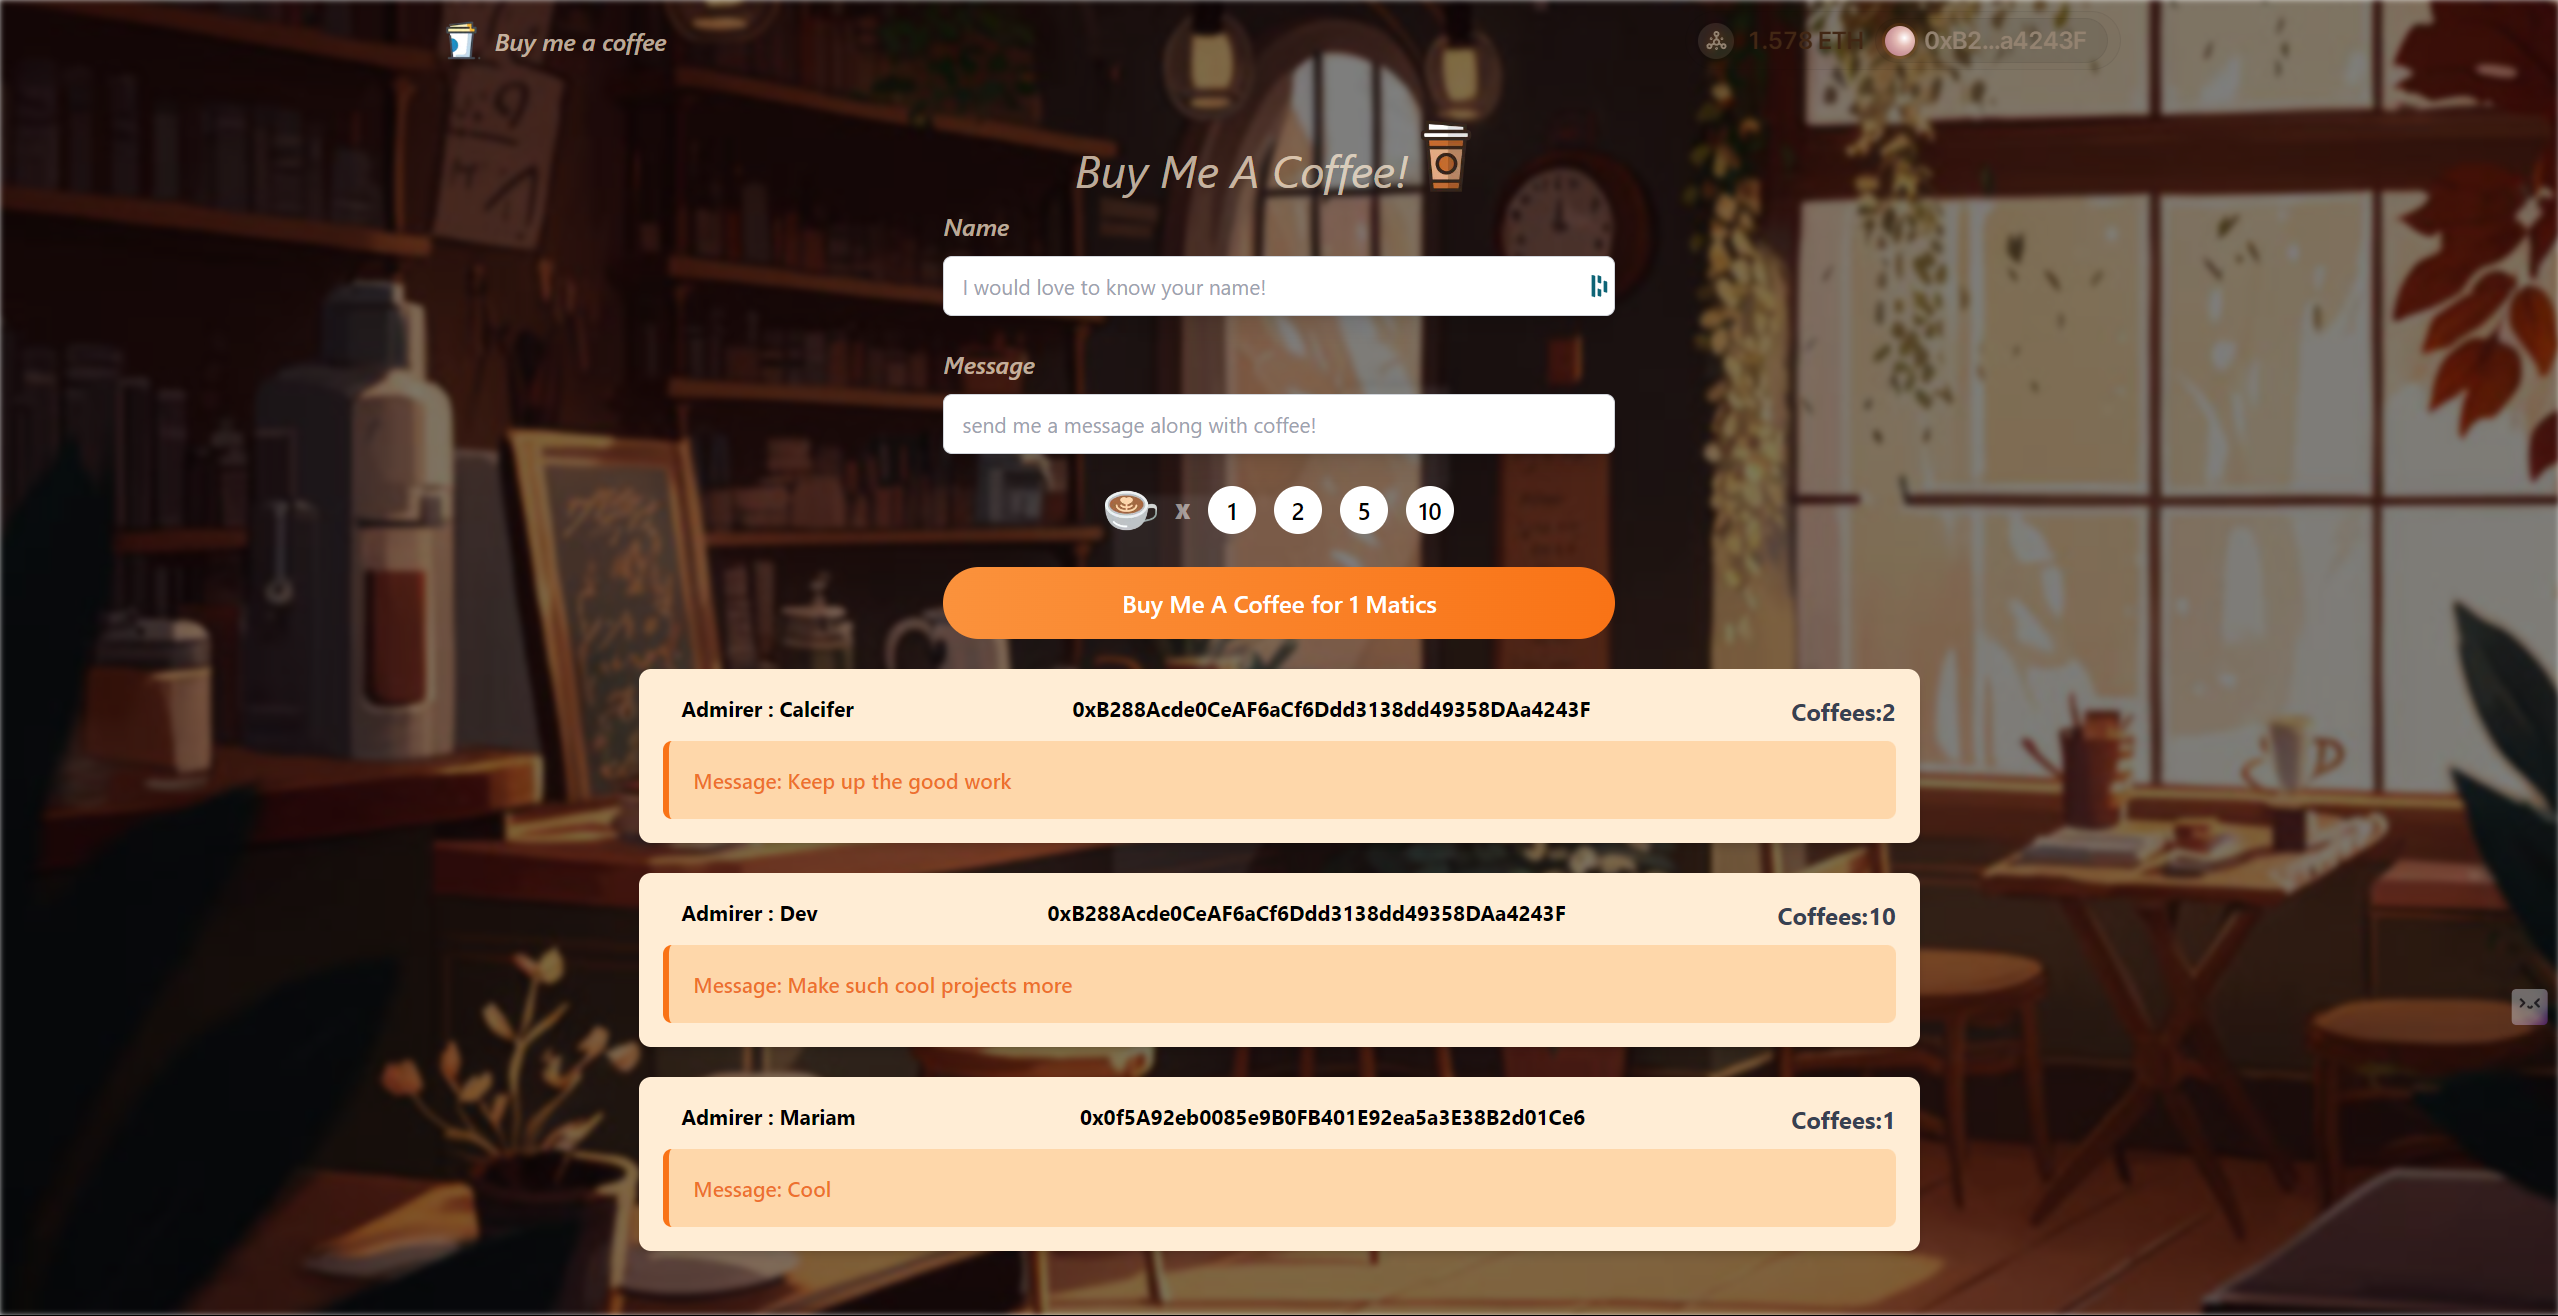 Buy me a coffee
1.578 ETH 0xB2...a4243F
Buy Me A Coffee!
Name
I would love to know your name!
Message
send me a message along with coffee!
x 1 2 5 10
Buy Me A Coffee for 1 Matics
Admirer : Calcifer 0xB288Acde0CeAF6aCf6Ddd3138dd49358DAa4243F Coffees:2
Message: Keep up the good work
Admirer : Dev 0xB288Acde0CeAF6aCf6Ddd3138dd49358DAa4243F Coffees:10
Message: Make such cool projects more
Admirer : Mariam 0x0f5A92eb0085e9B0FB401E92ea5a3E38B2d01Ce6 Coffees:1
Message: Cool